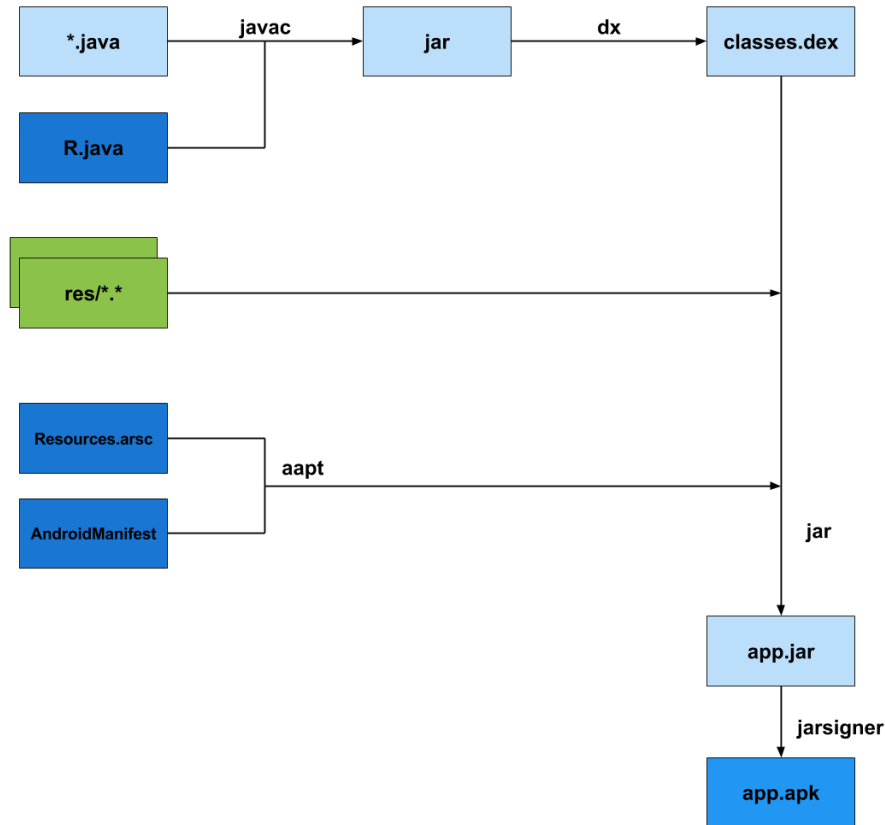 *.java
javac
jar
dx
classes.dex
R.java
res/*.*
Resources.arsc
aapt
AndroidManifest
jar
app.jar
jarsigner
app.apk